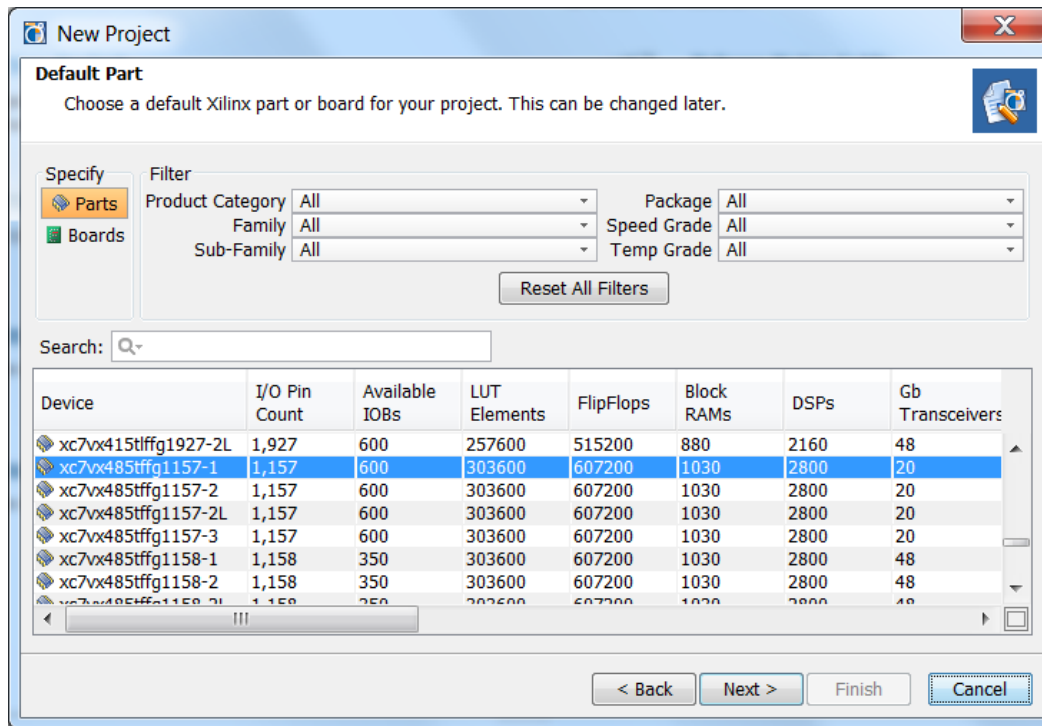 New Project
Default Part
Choose a default Xilinx part or board for your project. This can be changed later.
Specify
Filter
Parts
Boards
Product Category All
Package All
Family All
Speed Grade All
Sub-Family All
Temp Grade All
Reset All Filters
Search:
Device I/O Pin Count Available IOBs LUT Elements FlipFlops Block RAMs DSPs Gb Transceivers
xc7vx415tlffg1927-2L 1,927 600 257600 515200 880 2160 48
xc7vx485tffg1157-1 1,157 600 303600 607200 1030 2800 20
xc7vx485tffg1157-2 1,157 600 303600 607200 1030 2800 20
xc7vx485tffg1157-2L 1,157 600 303600 607200 1030 2800 20
xc7vx485tffg1157-3 1,157 600 303600 607200 1030 2800 20
xc7vx485tffg1158-1 1,158 350 303600 607200 1030 2800 48
xc7vx485tffg1158-2 1,158 350 303600 607200 1030 2800 48
< Back Next > Finish Cancel